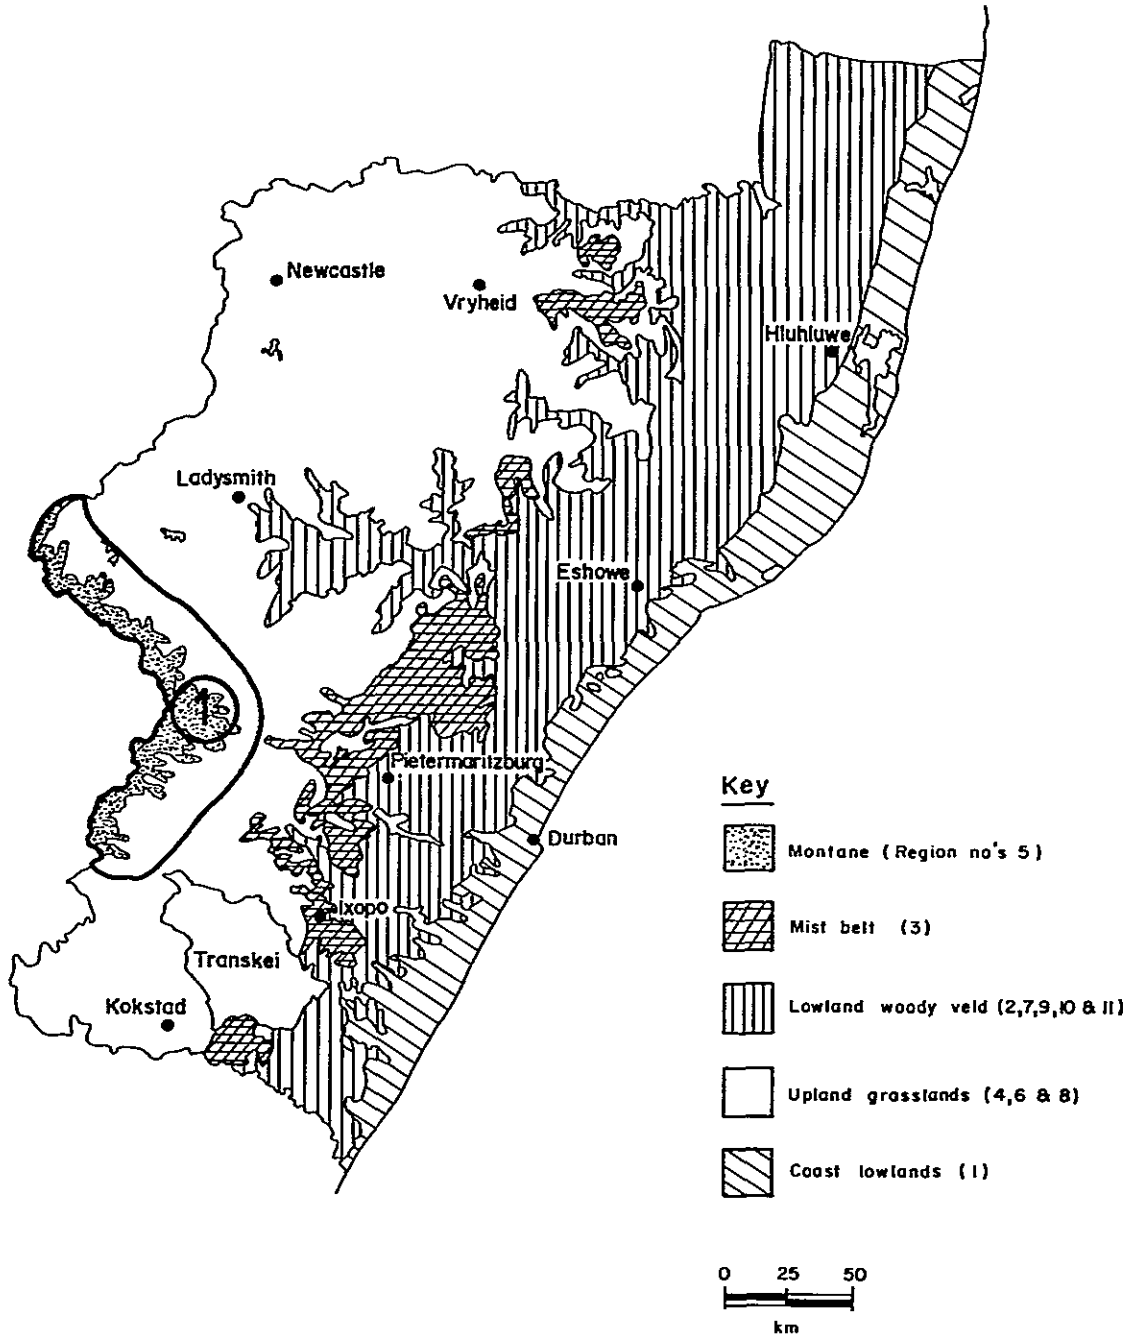 Newcastle
Vryheid
Hluhluwe
Ladysmith
Eshowe
1
Pietermaritzburg
Durban
Ixopo
Transkei
Kokstad
Key
Montane (Region no's 5)
Mist belt (3)
Lowland woody veld (2,7,9,10 & 11)
Upland grasslands (4,6 & 8)
Coast lowlands (1)
0 25 50
km